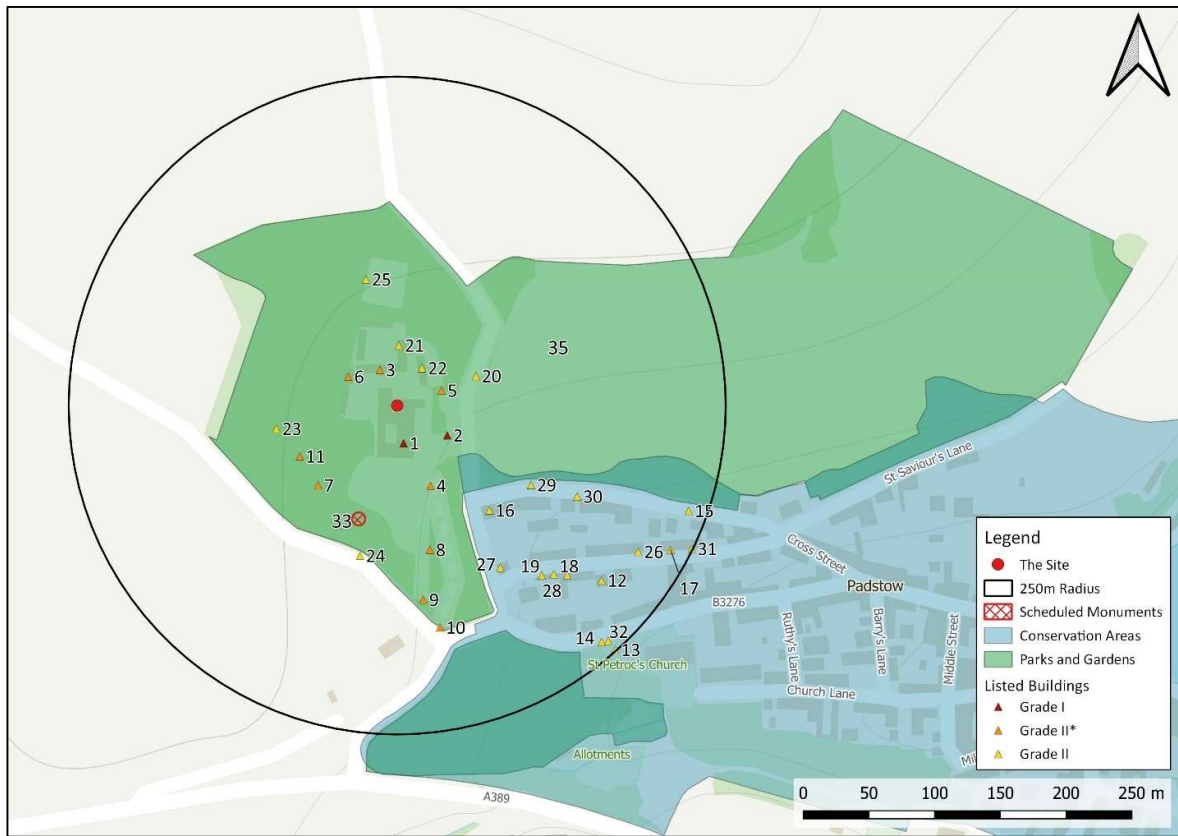 25
35
21
3
22
6
5
20
23
1
2
11
7
4
29
30
33
16
15
St Saviour's Lane
24
8
27
19
18
26
31
28
12
17
Cross Street
Padstow
B3276
9
10
14
32
13
St Petroc's Church
Ruthy's Lane
Barry's Lane
Middle Street
Church Lane
Allotments
A389
Legend
The Site
250m Radius
Scheduled Monuments
Conservation Areas
Parks and Gardens
Listed Buildings
Grade I
Grade II*
Grade II
0 50 100 150 200 250 m